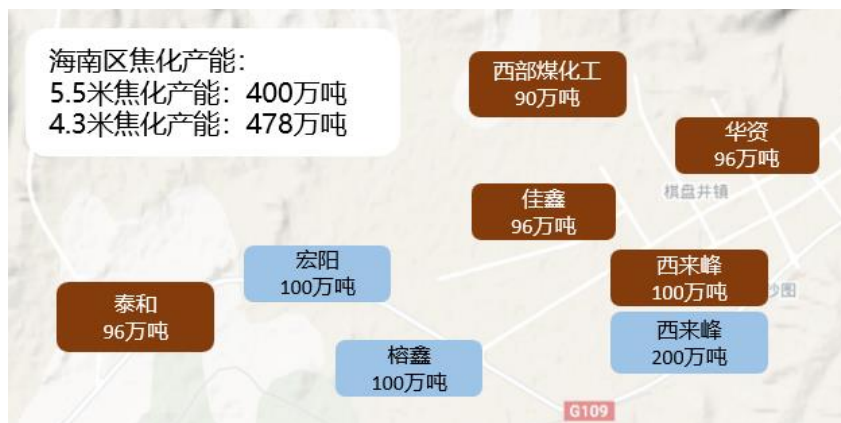 海南区焦化产能：
5.5米焦化产能：400万吨
4.3米焦化产能：478万吨
西部煤化工
90万吨
华资
96万吨
棋盘井镇
佳鑫
96万吨
宏阳
100万吨
西来峰
100万吨
沙图
泰和
96万吨
西来峰
200万吨
榕鑫
100万吨
G109